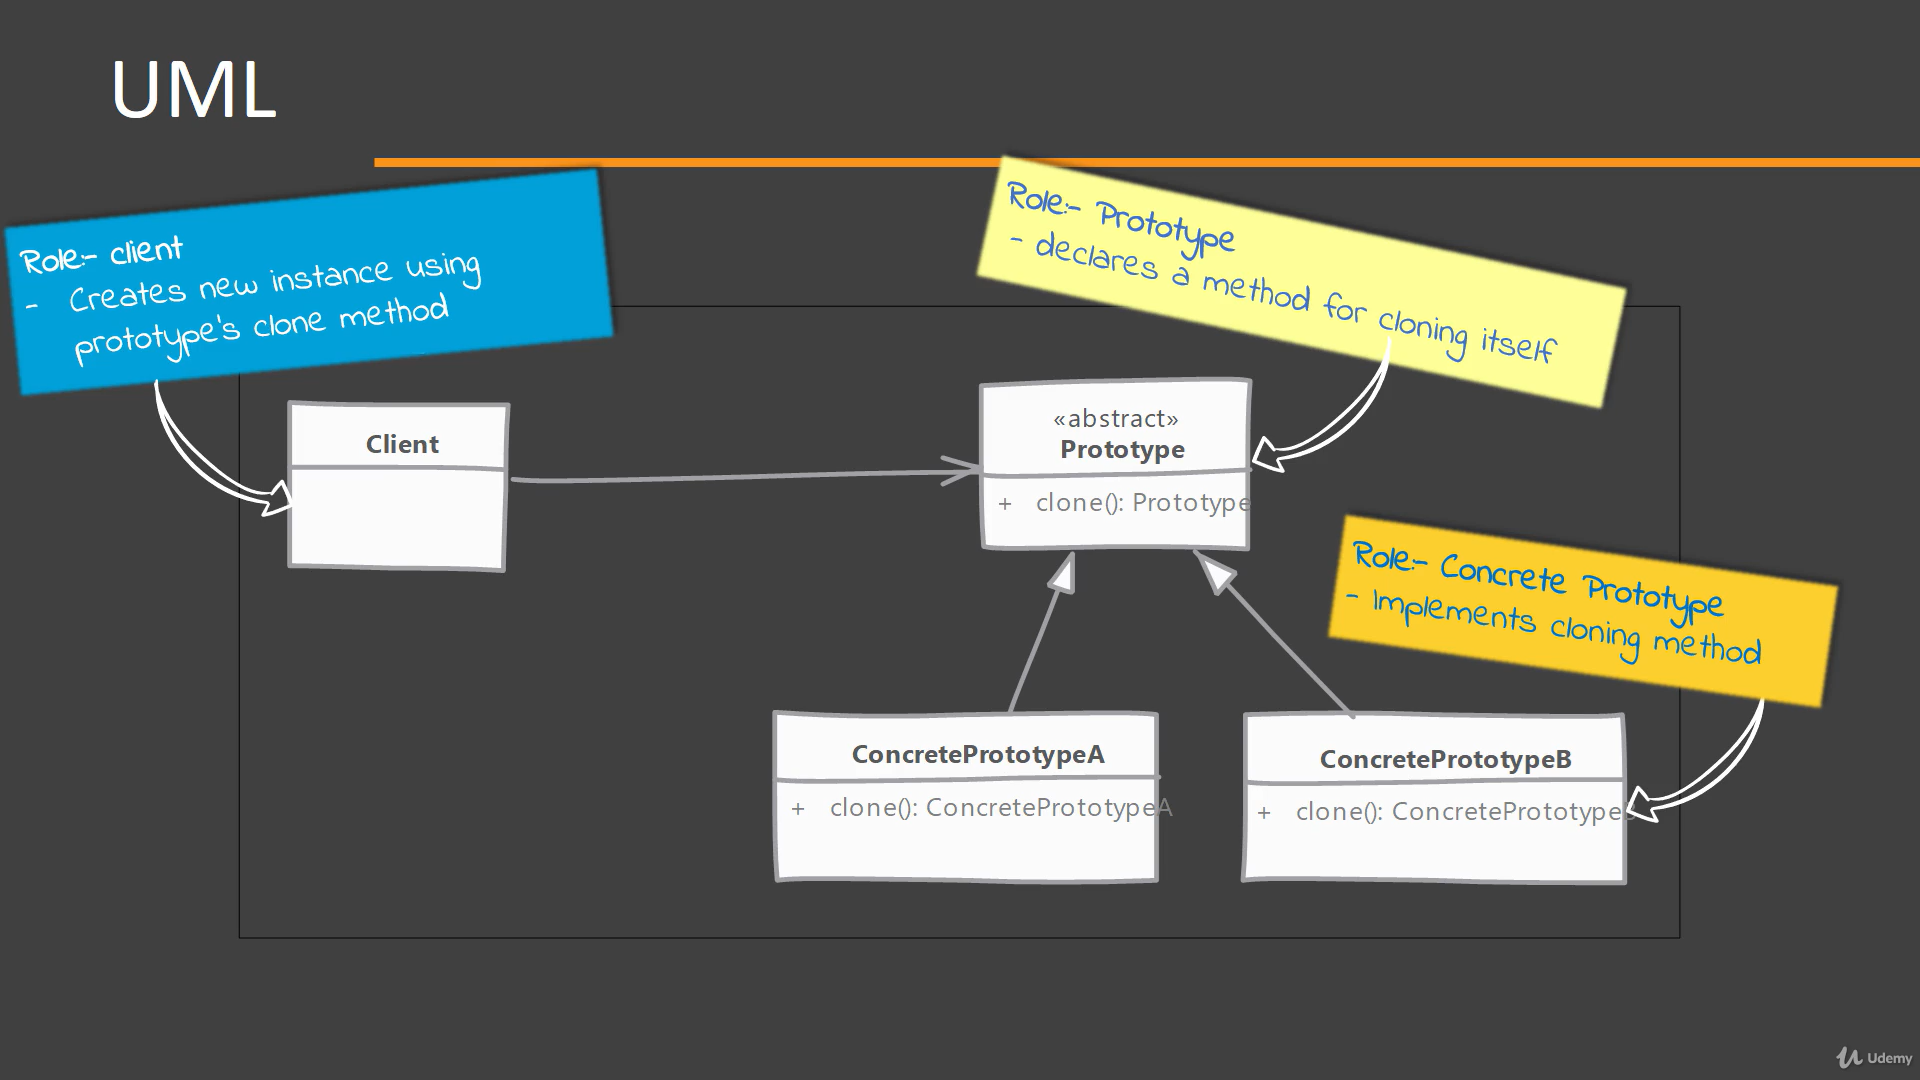 UML
Role:- client
- Creates new instance using
prototype's clone method
Role:- Prototype
- declares a method for cloning itself
Client
«abstract»
Prototype
+ clone(): Prototype
Role:- Concrete Prototype
- Implements cloning method
ConcretePrototypeA
+ clone(): ConcretePrototypeA
ConcretePrototypeB
+ clone(): ConcretePrototypeB
Udemy